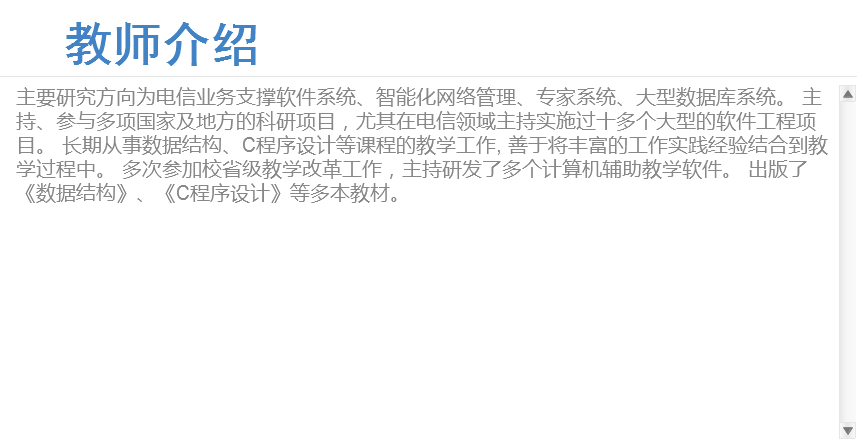 教师介绍
主要研究方向为电信业务支撑软件系统、智能化网络管理、专家系统、大型数据库系统。 主
持、参与多项国家及地方的科研项目，尤其在电信领域主持实施过十多个大型的软件工程项
目。 长期从事数据结构、C程序设计等课程的教学工作, 善于将丰富的工作实践经验结合到教
学过程中。 多次参加校省级教学改革工作，主持研发了多个计算机辅助教学软件。 出版了
《数据结构》、《C程序设计》等多本教材。